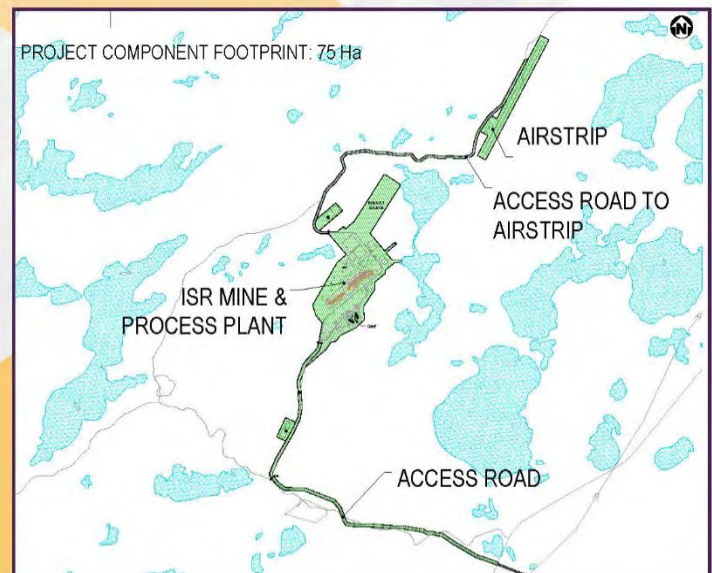 N
PROJECT COMPONENT FOOTPRINT: 75 Ha
AIRSTRIP
ACCESS ROAD TO
AIRSTRIP
ISR MINE &
PROCESS PLANT
ACCESS ROAD